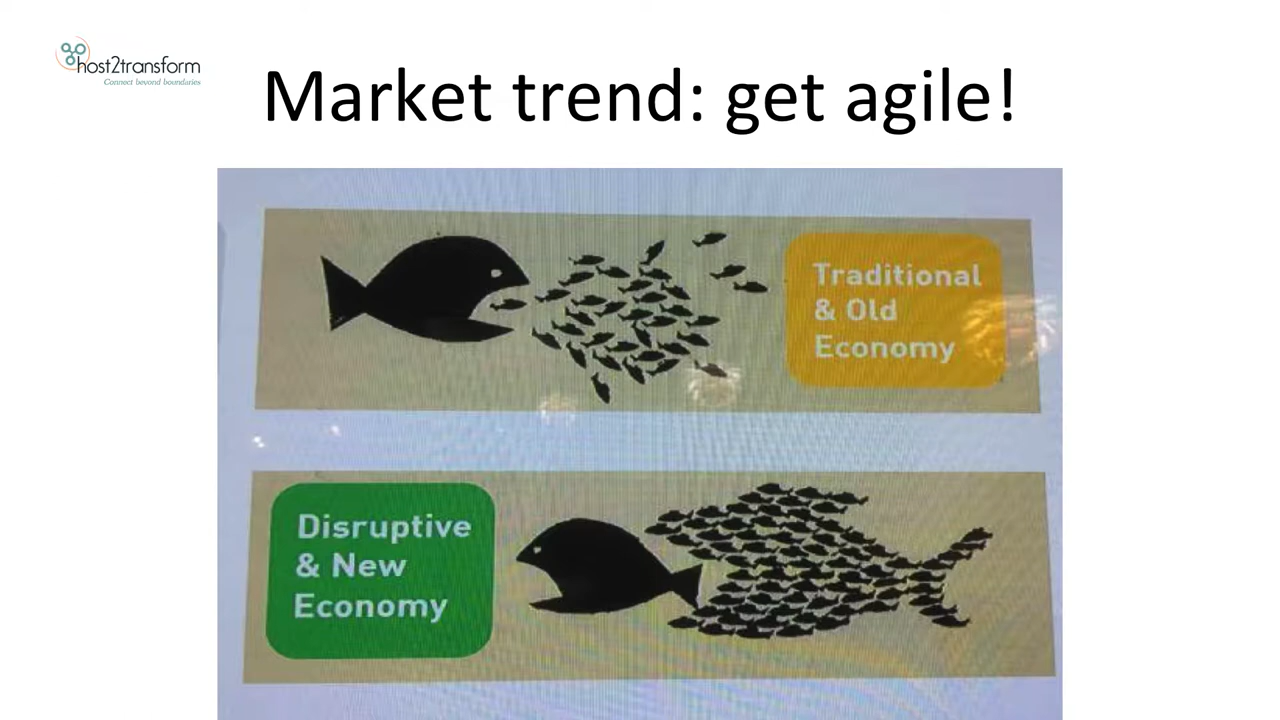 host2transform
Connect beyond boundaries
Market trend: get agile!
Traditional
& Old
Economy
Disruptive
& New
Economy